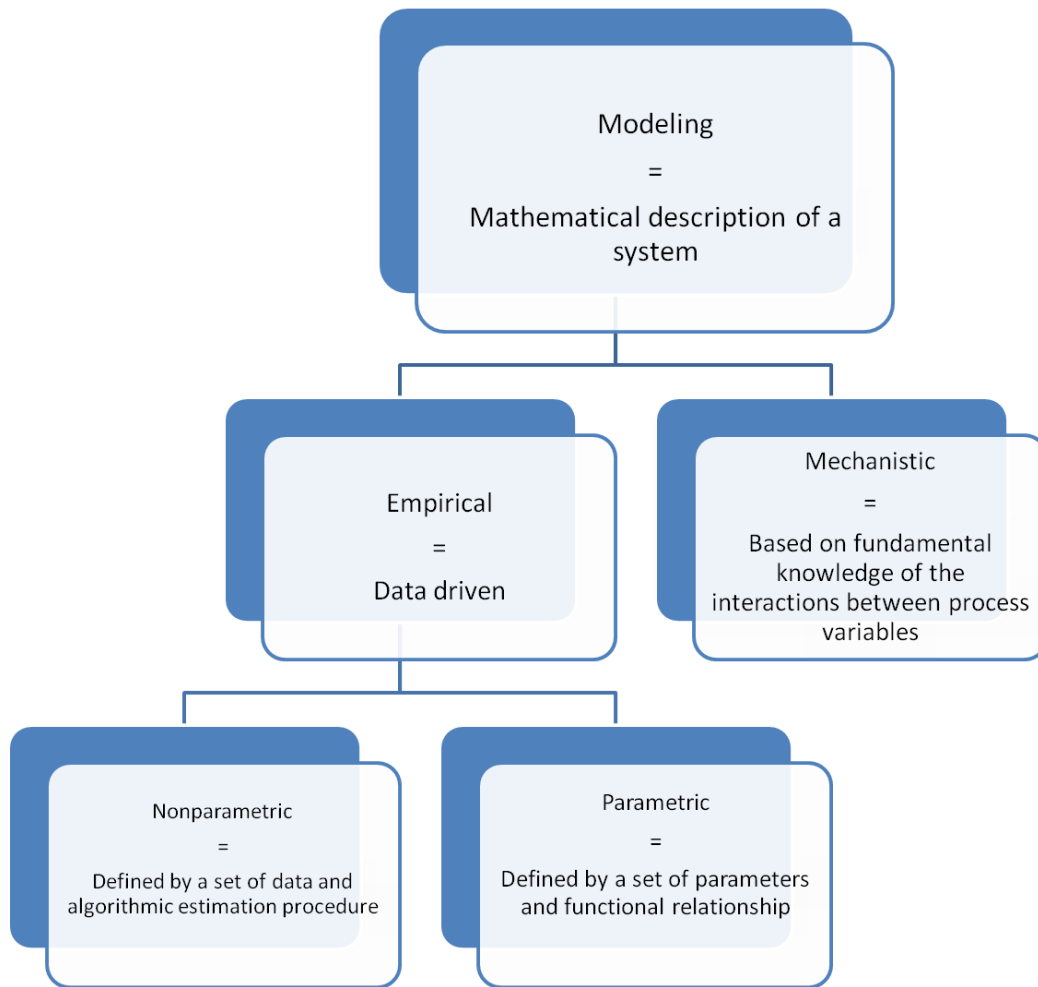 Modeling
=
Mathematical description of a
system
Empirical
=
Data driven
Mechanistic
=
Based on fundamental
knowledge of the
interactions between process
variables
Nonparametric
=
Defined by a set of data and
algorithmic estimation procedure
Parametric
=
Defined by a set of parameters
and functional relationship